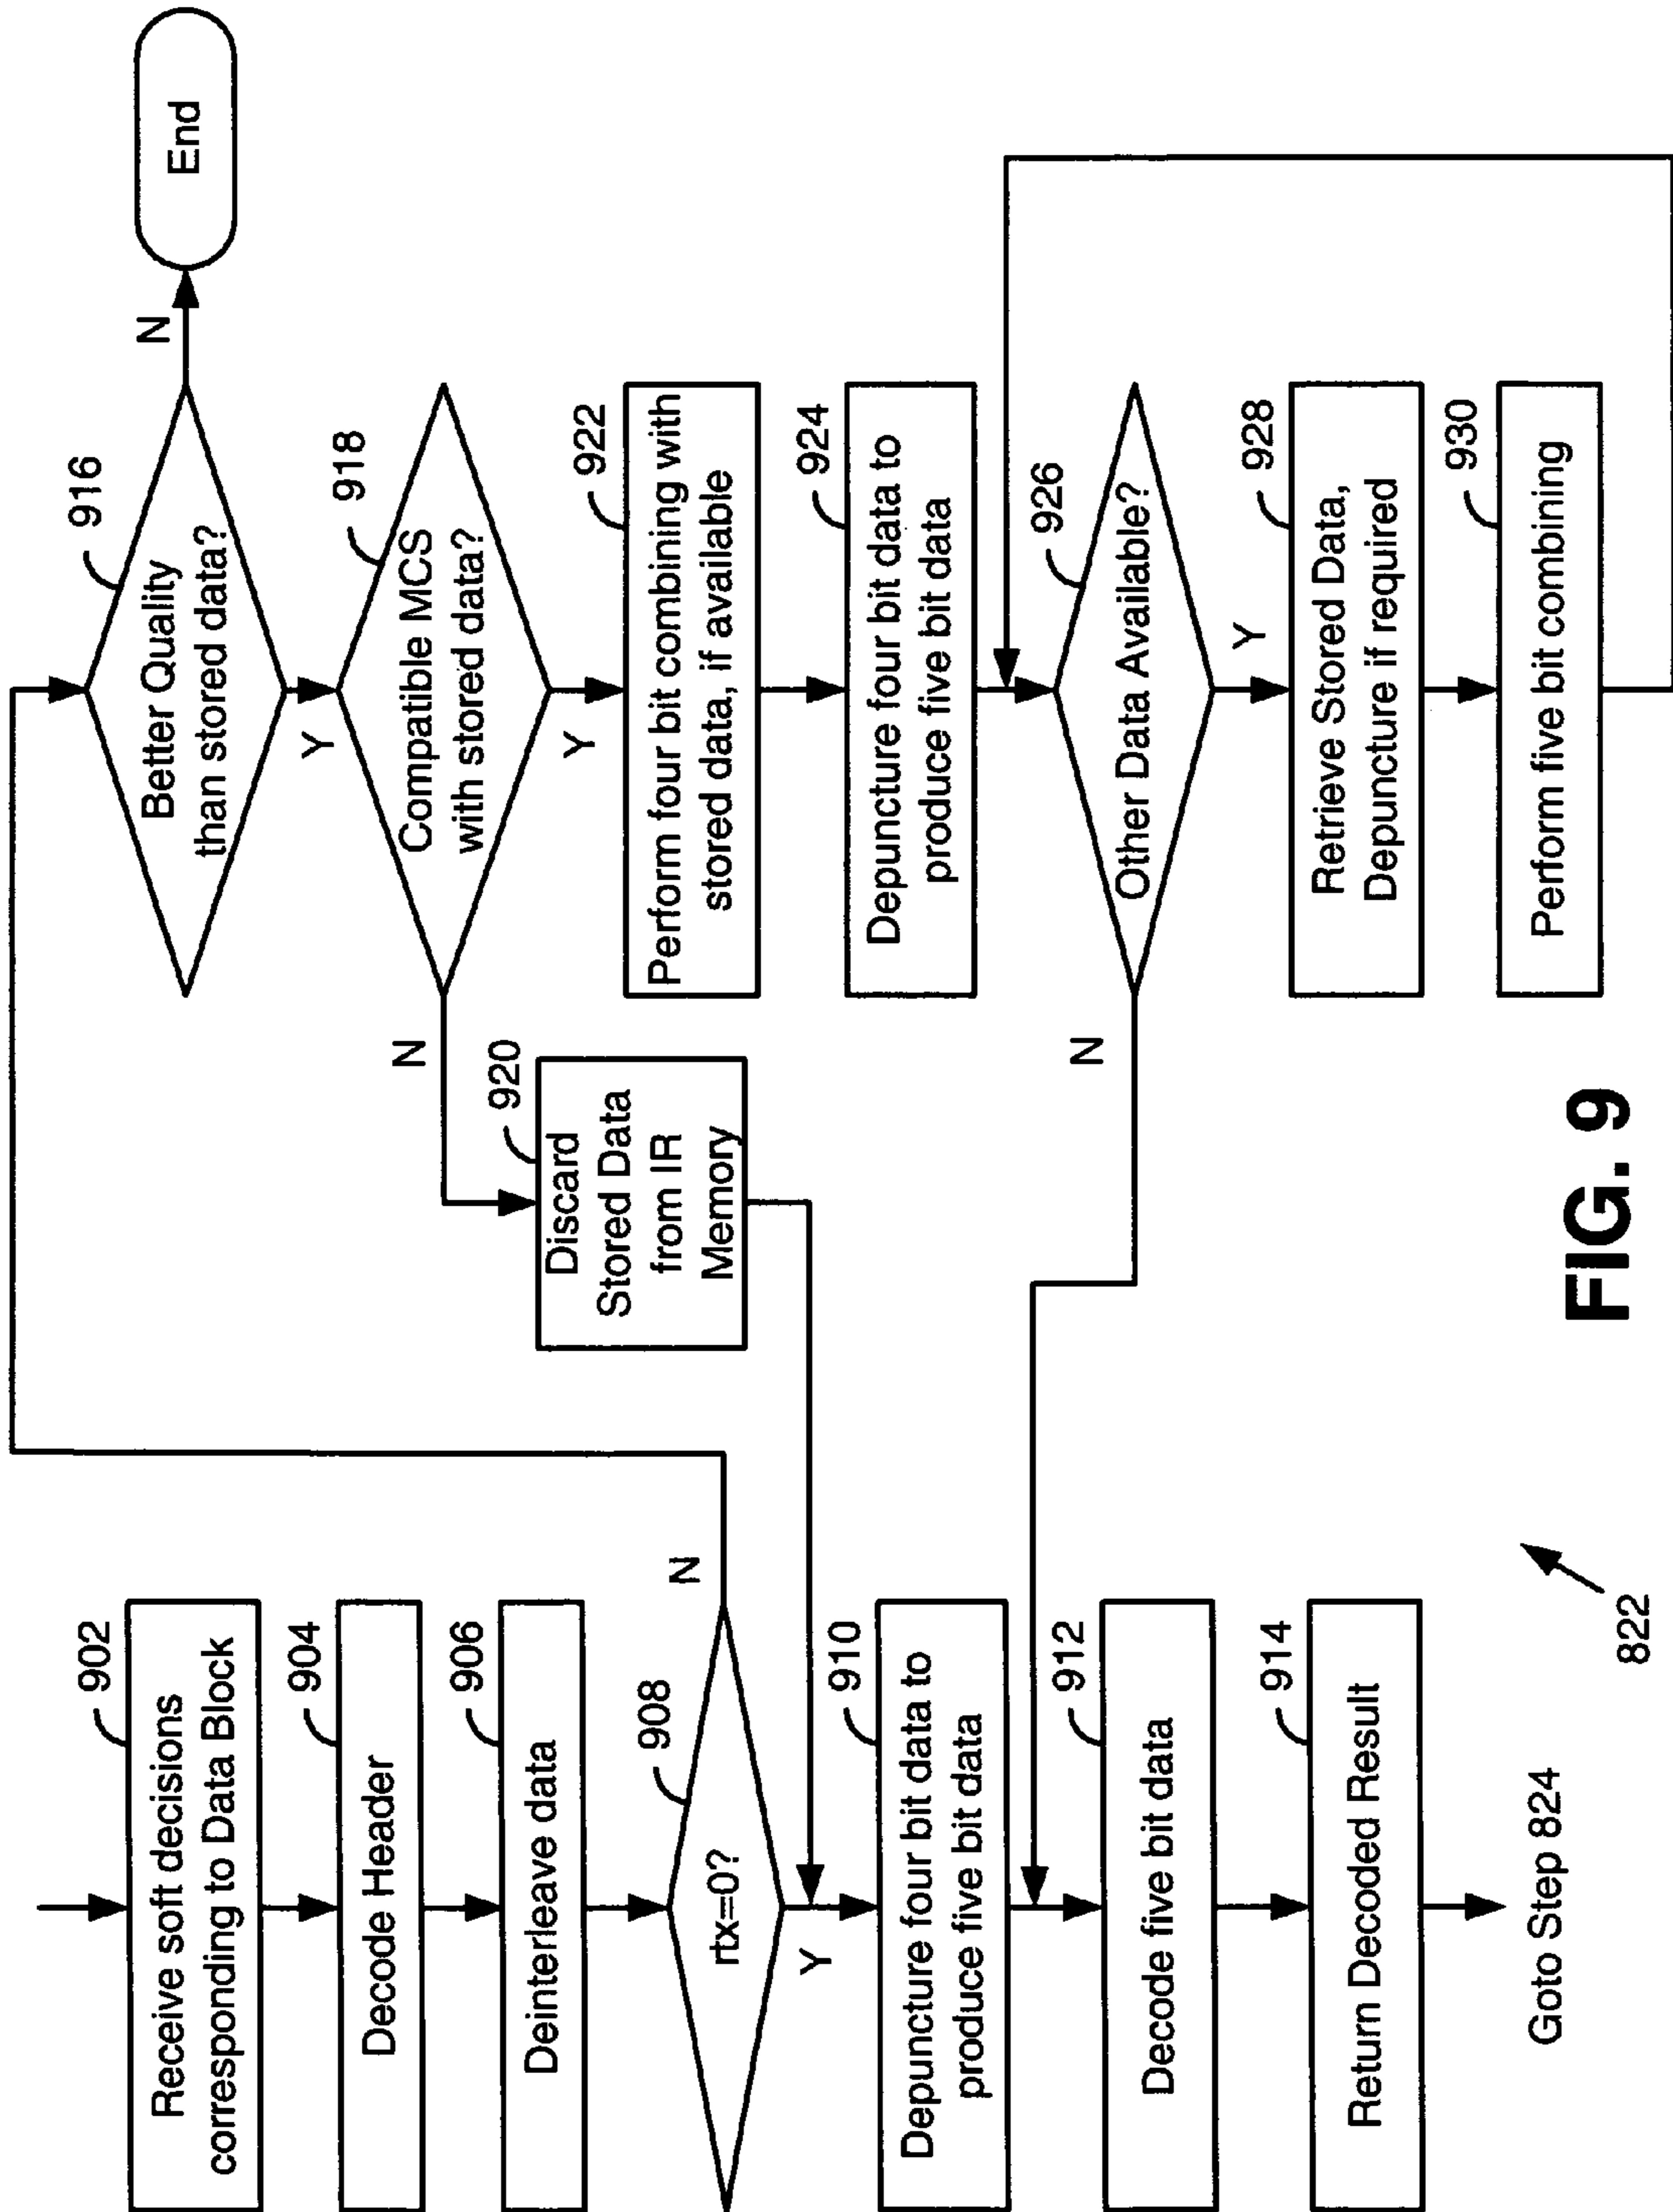 902
Receive soft decisions
corresponding to Data Block
904
Decode Header
906
Deinterleave data
908
rtx=0?
N
Y
910
Depuncture four bit data to
produce five bit data
912
Decode five bit data
914
Return Decoded Result
Goto Step 824
822
916
Better Quality
than stored data?
N
End
Y
918
Compatible MCS
with stored data?
N
920
Discard
Stored Data
from IR
Memory
Y
922
Perform four bit combining with
stored data, if available
924
Depuncture four bit data to
produce five bit data
926
Other Data Available?
N
Y
928
Retrieve Stored Data,
Depuncture if required
930
Perform five bit combining
FIG. 9